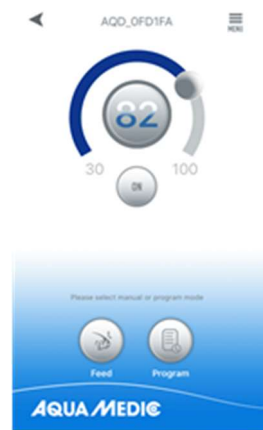 AQD_0FD1FA
MENU
82
30
100
ON
Please select manual or program mode
Feed
Program
AQUA MEDIC